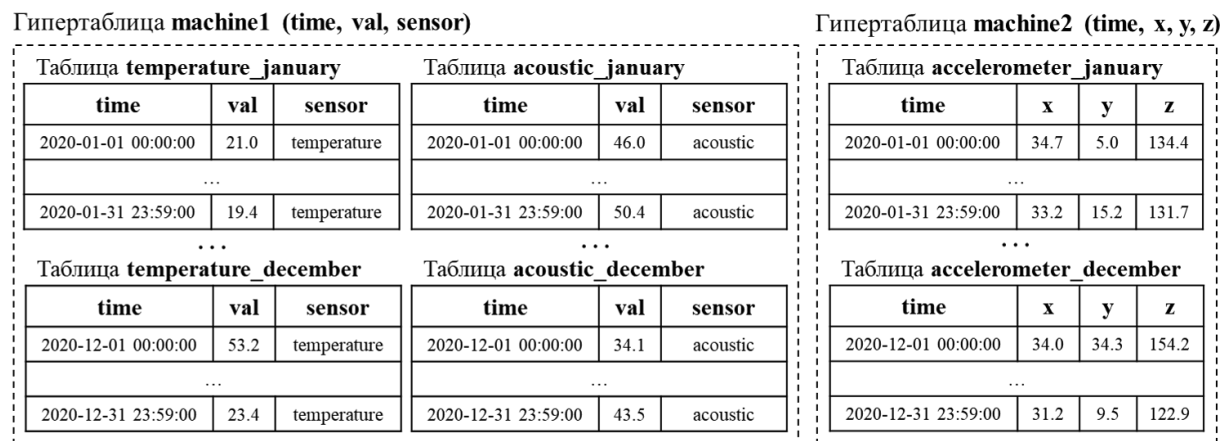 Гипертаблица machine1 (time, val, sensor)
Таблица temperature_january
time val sensor
2020-01-01 00:00:00 21.0 temperature
...
2020-01-31 23:59:00 19.4 temperature
Таблица acoustic_january
time val sensor
2020-01-01 00:00:00 46.0 acoustic
...
2020-01-31 23:59:00 50.4 acoustic
...
Таблица temperature_december
time val sensor
2020-12-01 00:00:00 53.2 temperature
...
2020-12-31 23:59:00 23.4 temperature
Таблица acoustic_december
time val sensor
2020-12-01 00:00:00 34.1 acoustic
...
2020-12-31 23:59:00 43.5 acoustic
Гипертаблица machine2 (time, x, y, z)
Таблица accelerometer_january
time x y z
2020-01-01 00:00:00 34.7 5.0 134.4
...
2020-01-31 23:59:00 33.2 15.2 131.7
...
Таблица accelerometer_december
time x y z
2020-12-01 00:00:00 34.0 34.3 154.2
...
2020-12-31 23:59:00 31.2 9.5 122.9